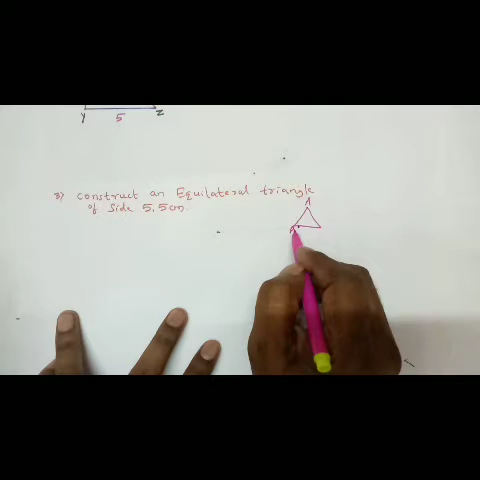 Y 5 Z
3) construct an Equilateral triangle
of side 5.5cm.
A